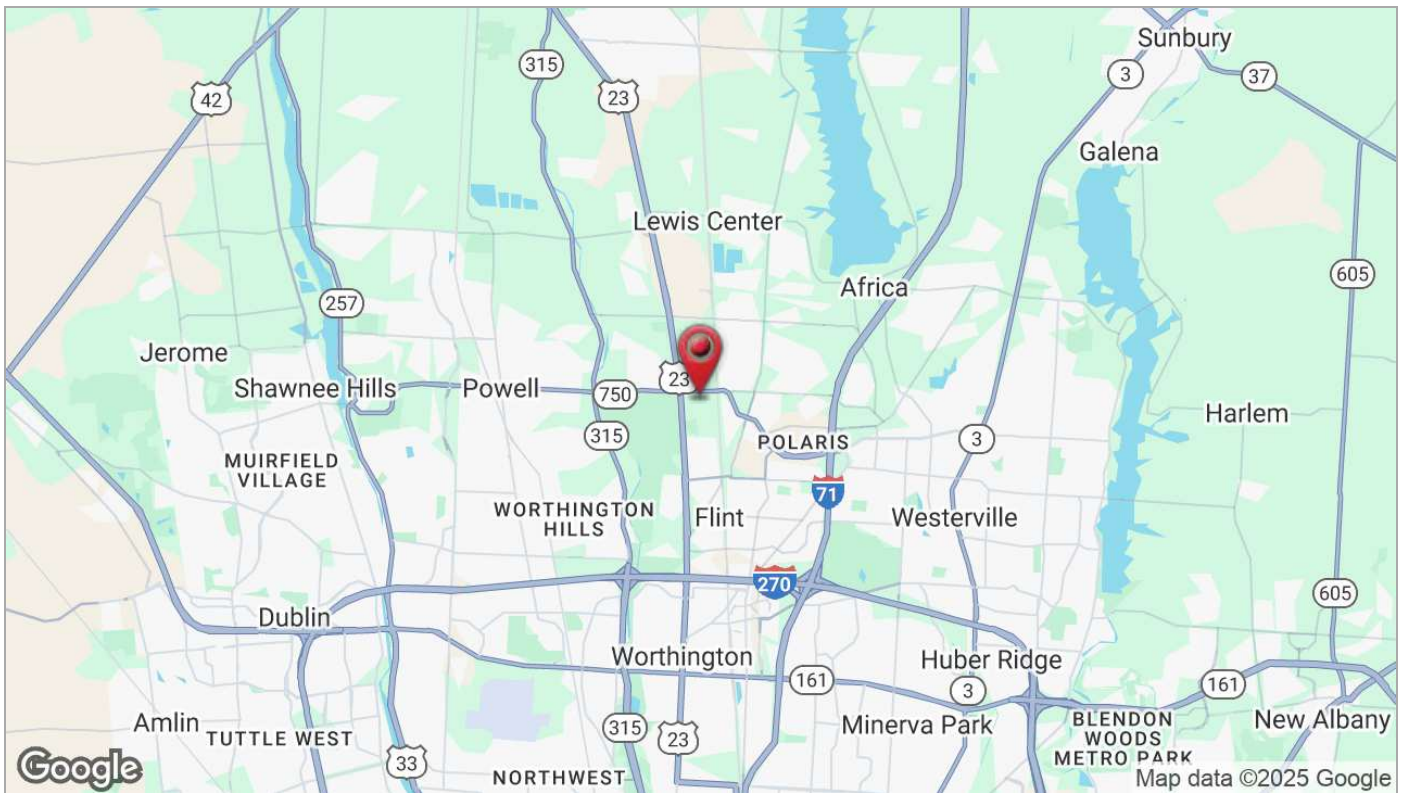 Sunbury
315
3
37
42
23
Galena
Lewis Center
605
Africa
257
Jerome
23
Shawnee Hills
Powell
750
Harlem
315
3
POLARIS
MUIRFIELD
VILLAGE
71
WORTHINGTON
HILLS
Flint
Westerville
270
605
Dublin
Worthington
Huber Ridge
161
3
161
Amlin
TUTTLE WEST
315
23
Minerva Park
BLENDON
WOODS
METRO PARK
New Albany
33
NORTHWEST
Google
Map data ©2025 Google